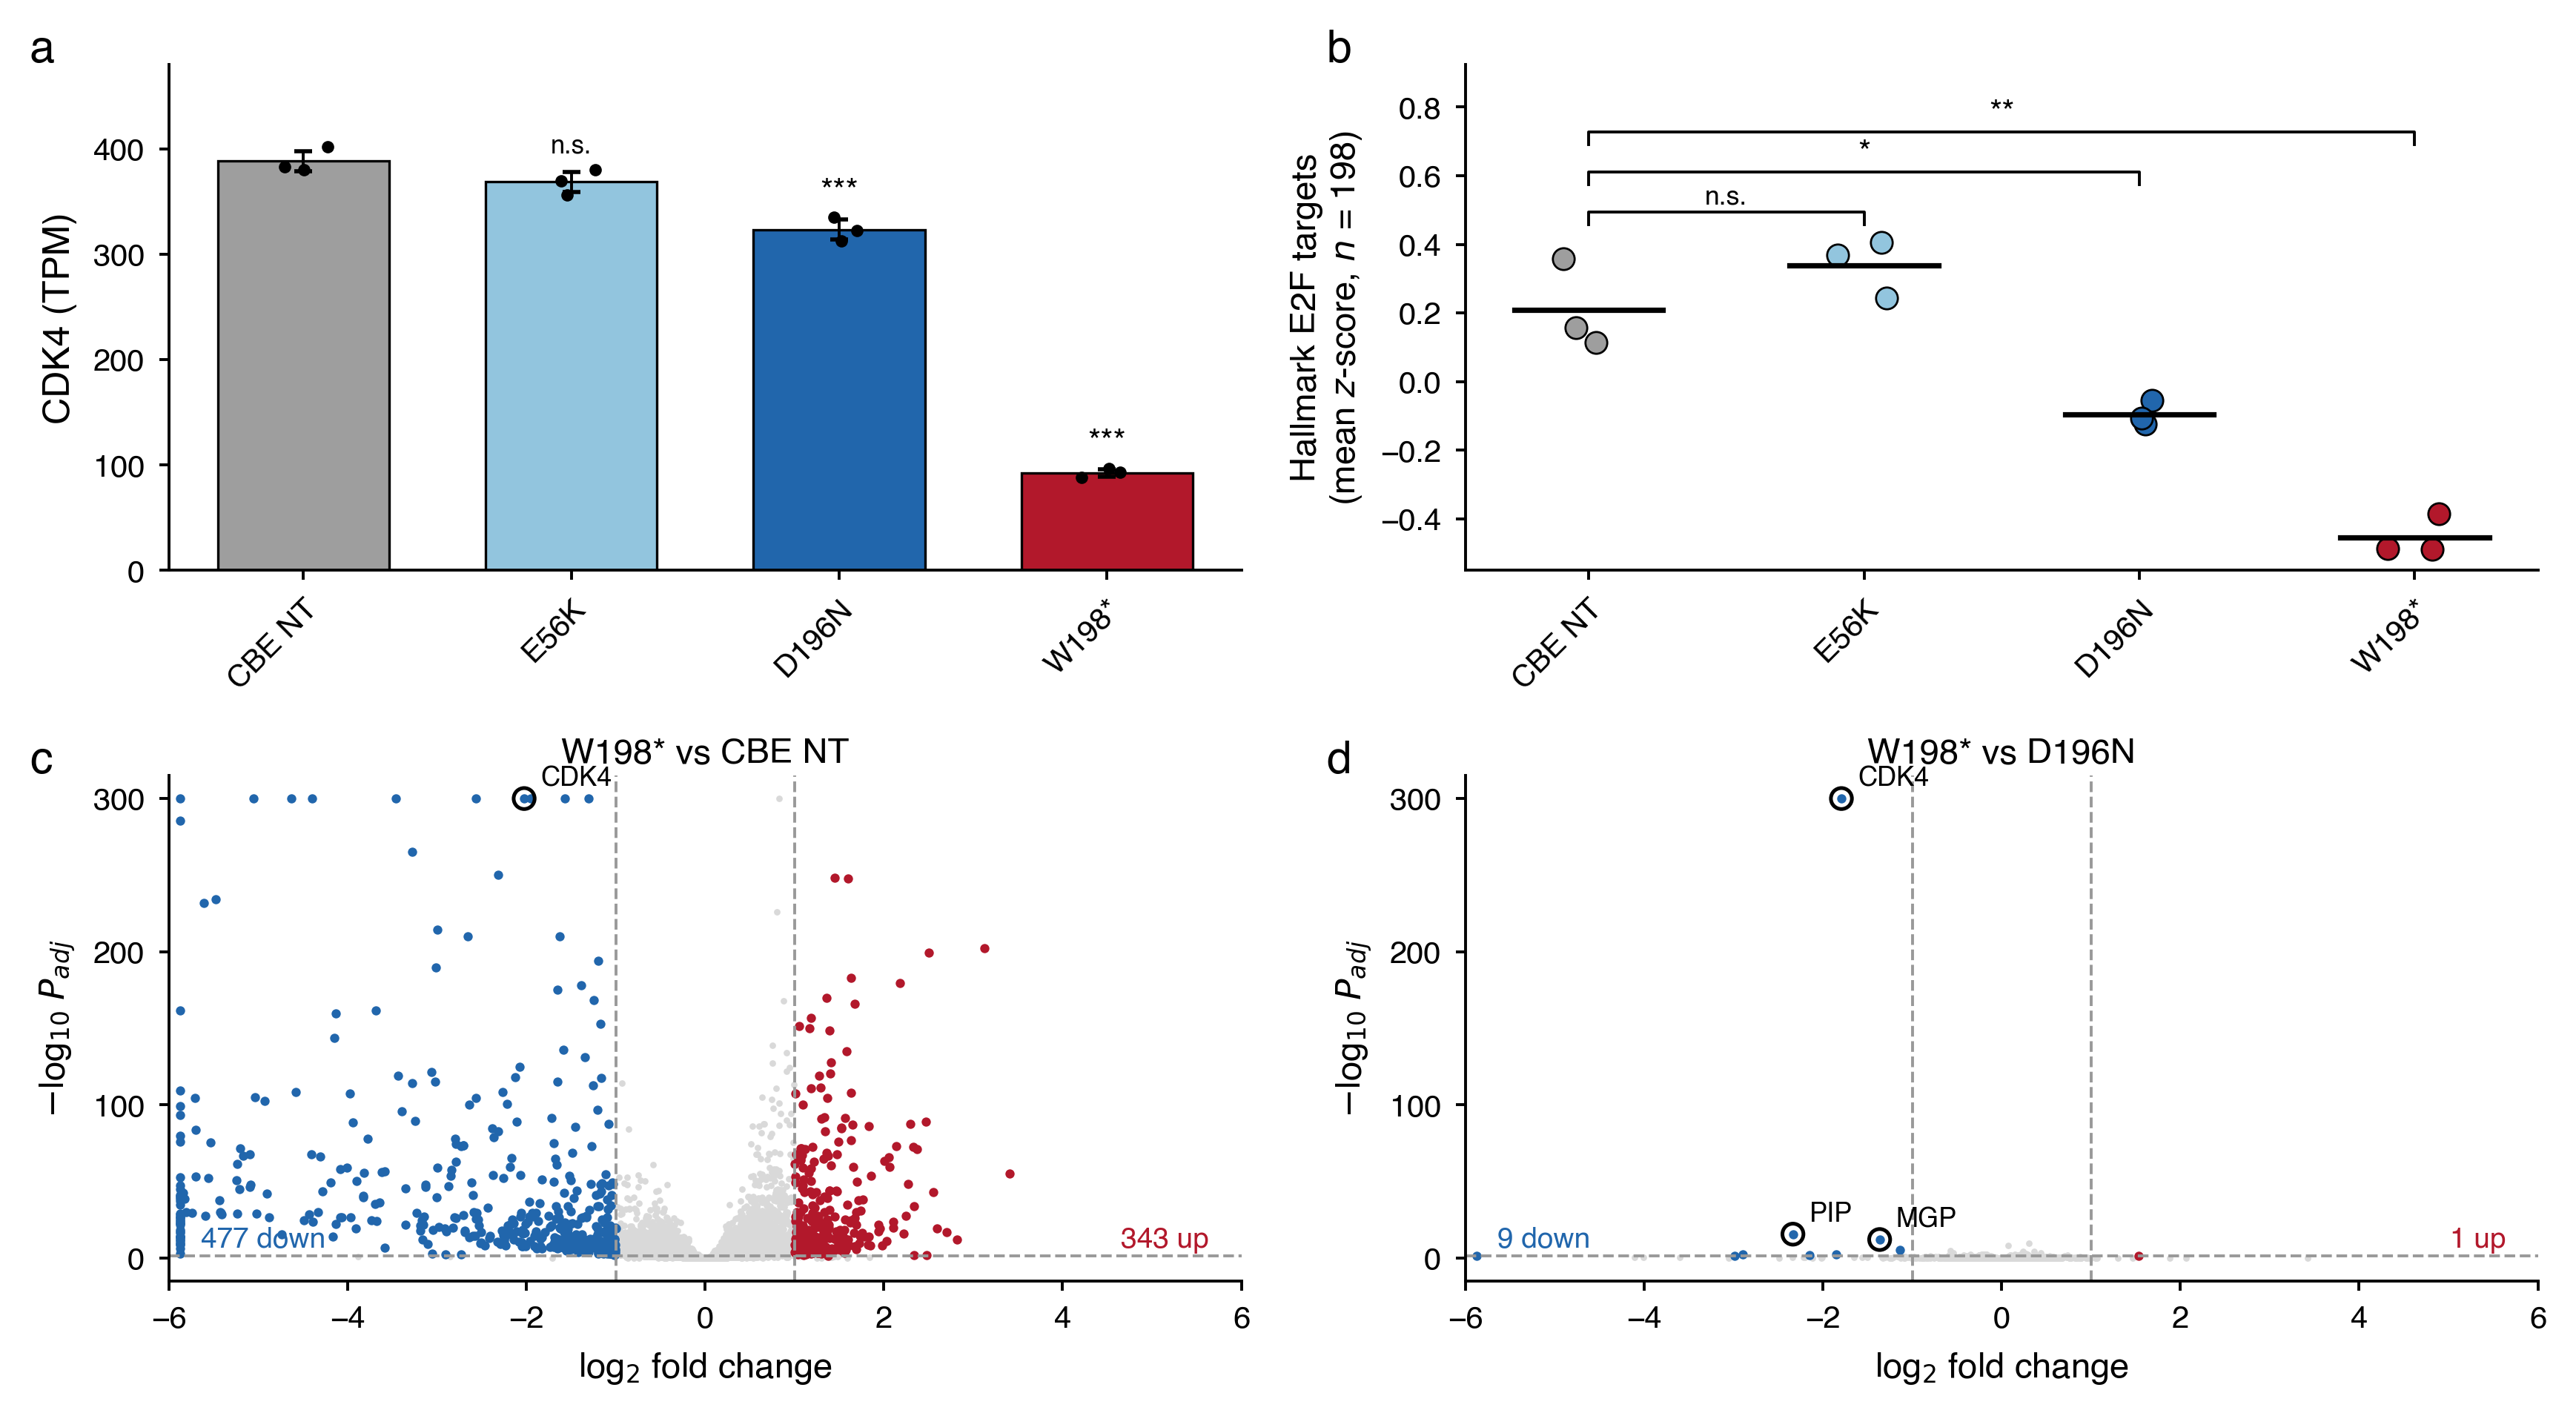 a
CDK4 (TPM)
400
300
200
100
0
n.s.
***
***
CBE NT
E56K
D196N
W198*
b
Hallmark E2F targets
(mean z-score, n = 198)
0.8
0.6
0.4
0.2
0.0
−0.2
−0.4
**
*
n.s.
CBE NT
E56K
D196N
W198*
c
W198* vs CBE NT
CDK4
−log10 Padj
300
200
100
0
477 down
343 up
−6
−4
−2
0
2
4
6
log2 fold change
d
W198* vs D196N
CDK4
−log10 Padj
300
200
100
0
PIP
MGP
9 down
1 up
−6
−4
−2
0
2
4
6
log2 fold change